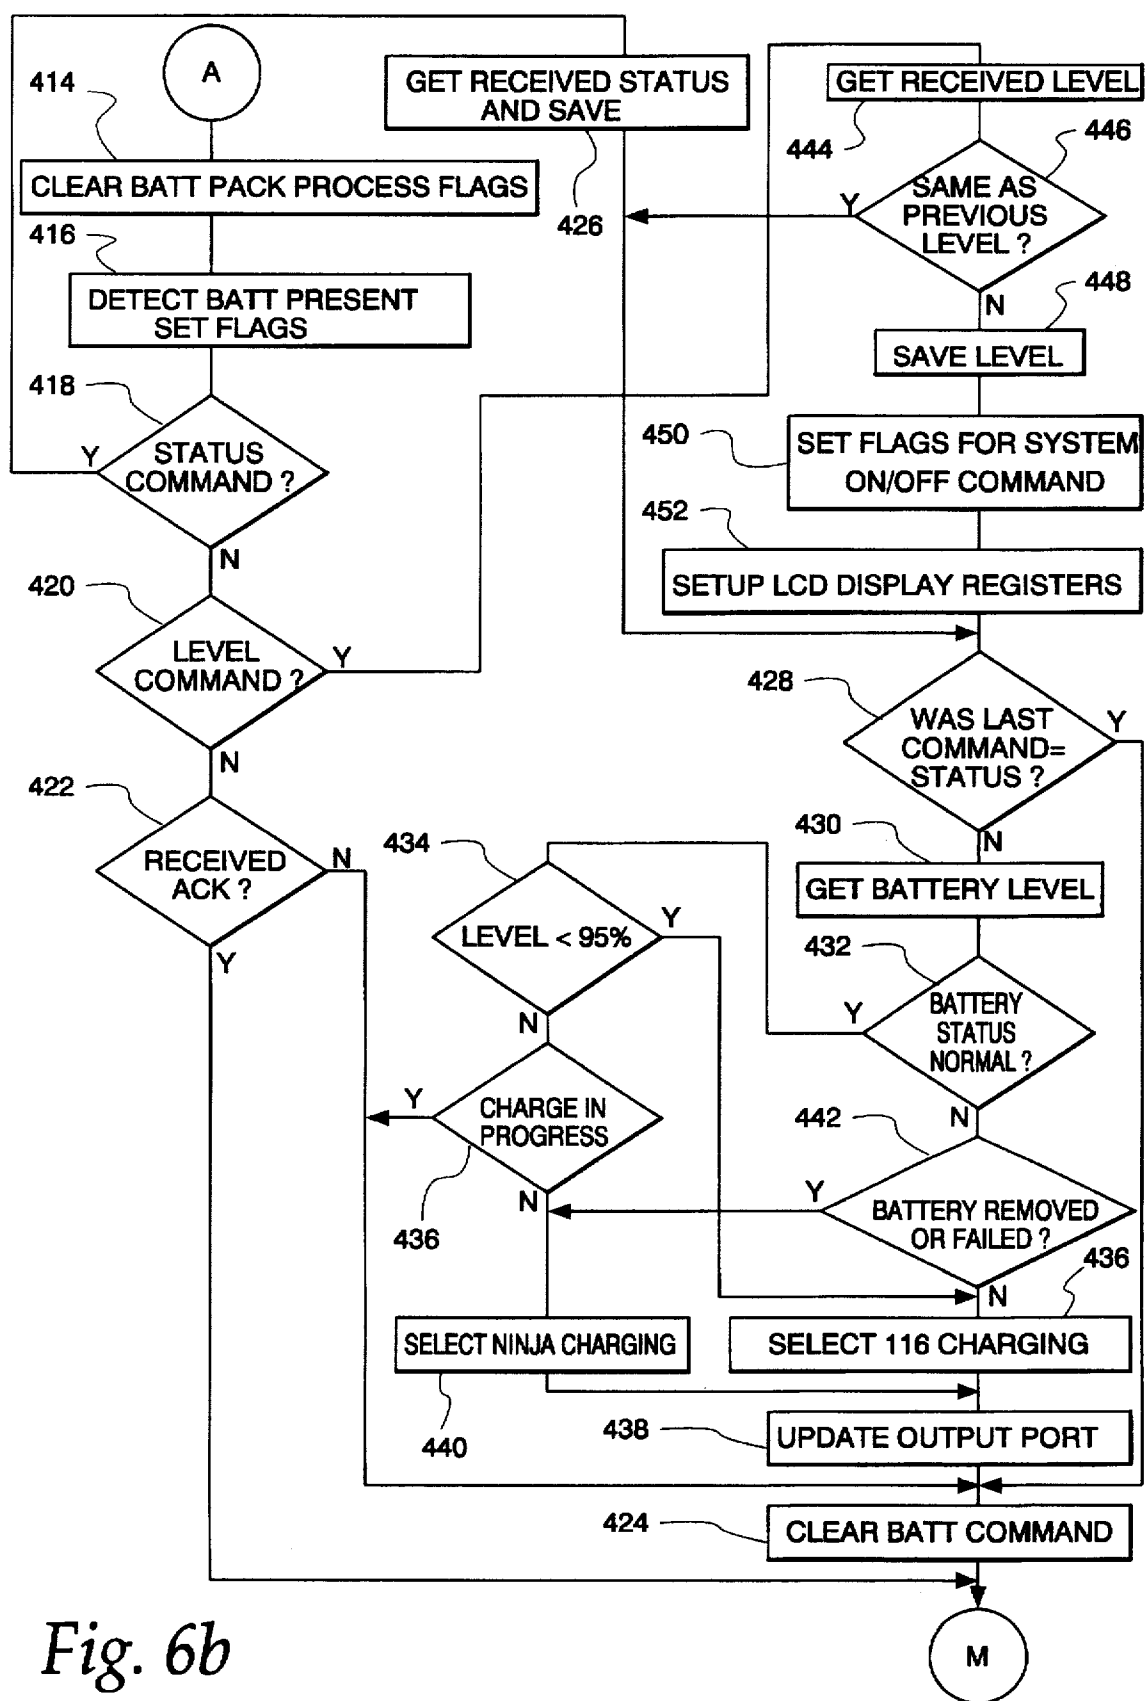 A
414
CLEAR BATT PACK PROCESS FLAGS
416
DETECT BATT PRESENT
SET FLAGS
418
STATUS
COMMAND ?
Y
N
420
LEVEL
COMMAND ?
Y
N
422
RECEIVED
ACK ?
N
Y
GET RECEIVED STATUS
AND SAVE
426
GET RECEIVED LEVEL
444
446
SAME AS
PREVIOUS
LEVEL ?
Y
N
448
SAVE LEVEL
450
SET FLAGS FOR SYSTEM
ON/OFF COMMAND
452
SETUP LCD DISPLAY REGISTERS
428
WAS LAST
COMMAND=
STATUS ?
Y
N
430
GET BATTERY LEVEL
432
BATTERY
STATUS
NORMAL ?
Y
N
434
LEVEL < 95%
Y
N
CHARGE IN
PROGRESS
Y
N
436
442
BATTERY REMOVED
OR FAILED ?
Y
N
436
SELECT NINJA CHARGING
440
SELECT 116 CHARGING
438
UPDATE OUTPUT PORT
424
CLEAR BATT COMMAND
M
Fig. 6b